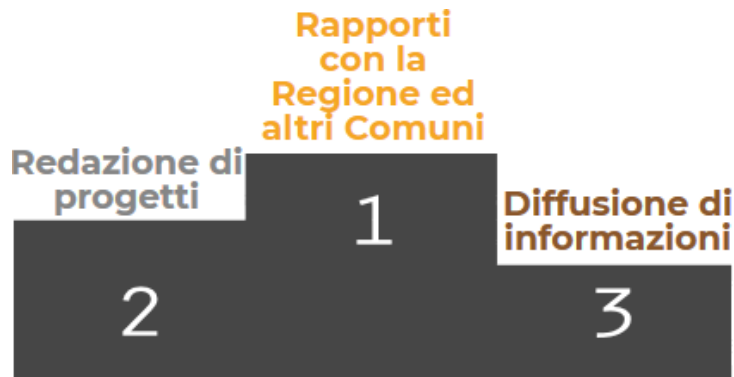 Rapporti
con la
Regione ed
altri Comuni
1
Redazione di
progetti
2
Diffusione di
informazioni
3